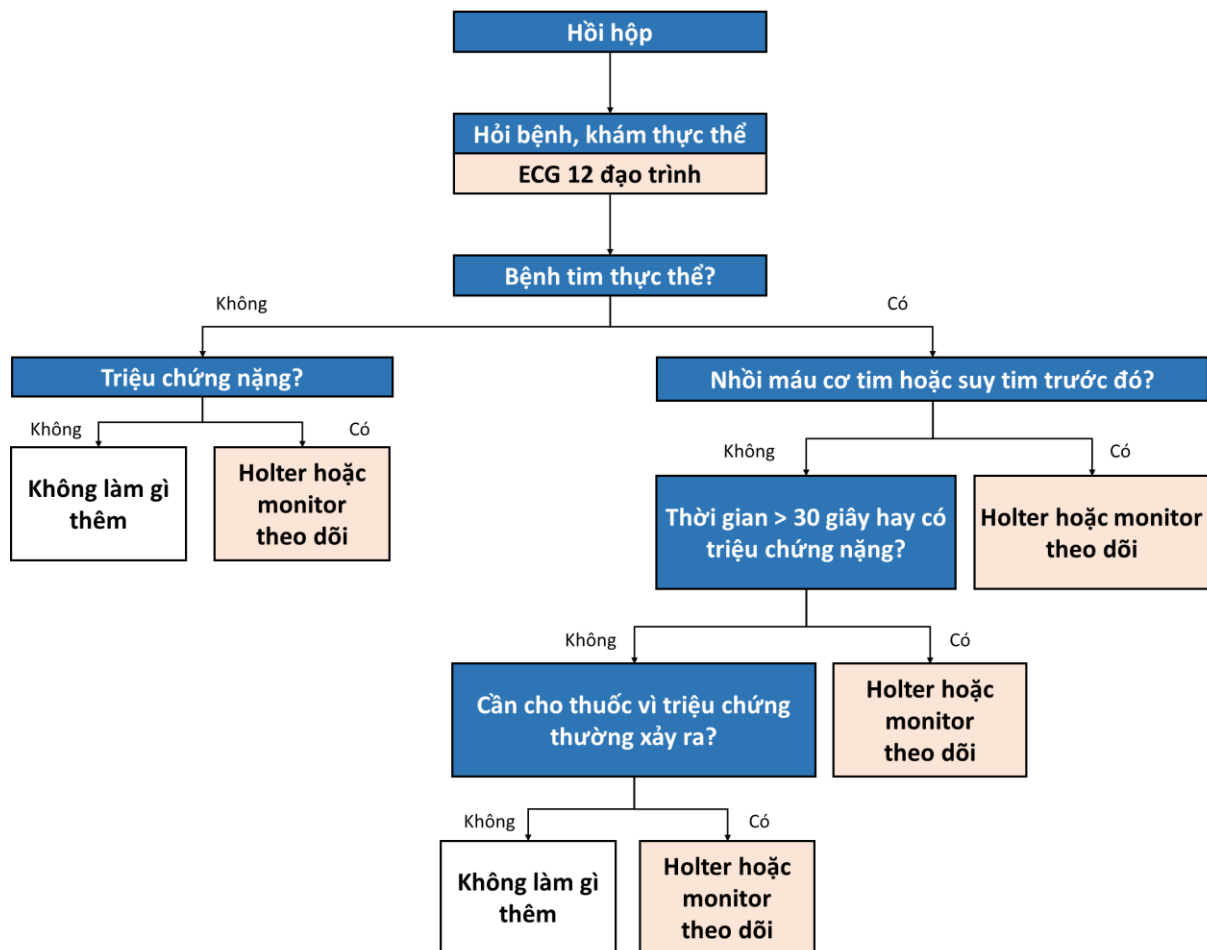 Hồi hộp
Hỏi bệnh, khám thực thể
ECG 12 đạo trình
Bệnh tim thực thể?
Không
Có
Triệu chứng nặng?
Nhồi máu cơ tim hoặc suy tim trước đó?
Không
Có
Không
Có
Không làm gì
thêm
Holter hoặc
monitor
theo dõi
Thời gian > 30 giây hay có
triệu chứng nặng?
Holter hoặc monitor
theo dõi
Không
Có
Cần cho thuốc vì triệu chứng
thường xảy ra?
Holter hoặc
monitor
theo dõi
Không
Có
Không làm gì
thêm
Holter hoặc
monitor
theo dõi